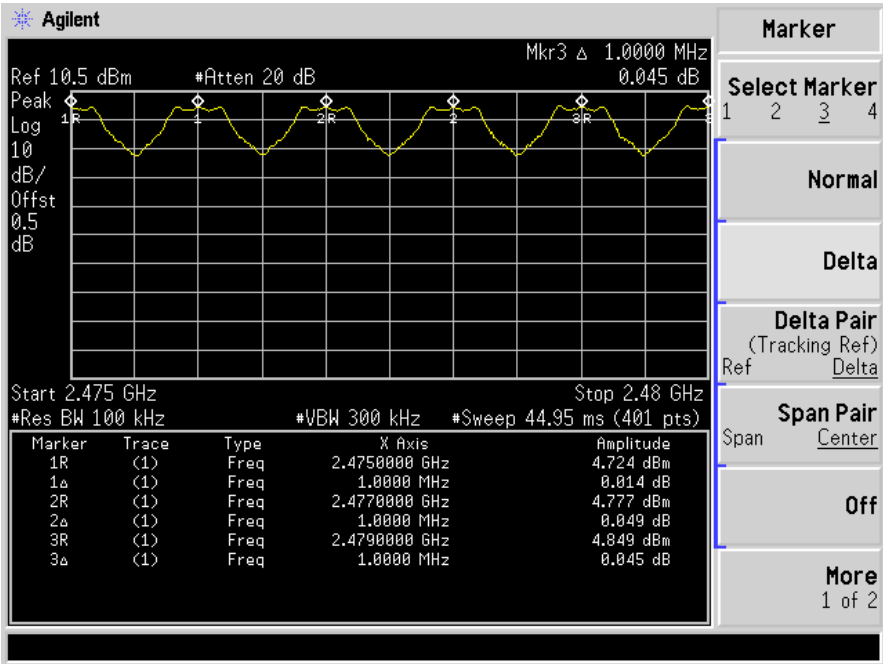 Agilent
Marker
Mkr3 Δ 1.0000 MHz
Ref 10.5 dBm #Atten 20 dB 0.045 dB
Peak
Log
10
dB/
Offst
0.5
dB
1R 1 2R 2 3R 3
Start 2.475 GHz Stop 2.48 GHz
#Res BW 100 kHz #VBW 300 kHz #Sweep 44.95 ms (401 pts)
Marker Trace Type X Axis Amplitude
1R (1) Freq 2.4750000 GHz 4.724 dBm
1Δ (1) Freq 1.0000 MHz 0.014 dB
2R (1) Freq 2.4770000 GHz 4.777 dBm
2Δ (1) Freq 1.0000 MHz 0.049 dB
3R (1) Freq 2.4790000 GHz 4.849 dBm
3Δ (1) Freq 1.0000 MHz 0.045 dB
Select Marker
1 2 3 4
Normal
Delta
Delta Pair
(Tracking Ref)
Ref Delta
Span Pair
Span Center
Off
More
1 of 2